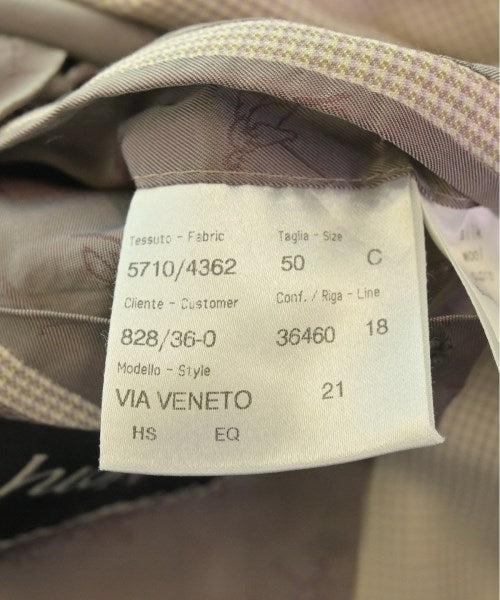 Tessuto - Fabric Taglia - Size
5710/4362 50 C
Cliente - Customer Conf. / Riga - Line
828/36-0 36460 18
Modello - Style
VIA VENETO 21
HS EQ